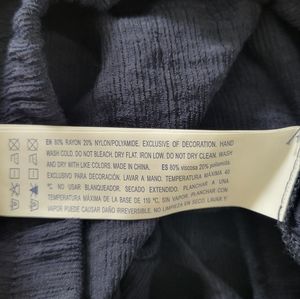 EN 80% RAYON 20% NYLON/POLYAMIDE. EXCLUSIVE OF DECORATION. HAND
WASH COLD. DO NOT BLEACH. DRY FLAT. IRON LOW. DO NOT DRY CLEAN. WASH
AND DRY WITH LIKE COLORS. MADE IN CHINA. ES 80% viscosa 20% poliamida.
EXCLUSIVO PARA DECORACIÓN. LAVAR A MANO. TEMPERATURA MÁXIMA 40
ºC NO USAR BLANQUEADOR. SECADO EXTENDIDO. PLANCHAR A UNA
TEMPERATURA MÁXIMA DE LA BASE DE 110 ºC, SIN VAPOR. PLANCHAR CON
VAPOR PUEDE CAUSAR DAÑO IRREVERSIBLE. NO LIMPIEZA EN SECO. LAVAR Y